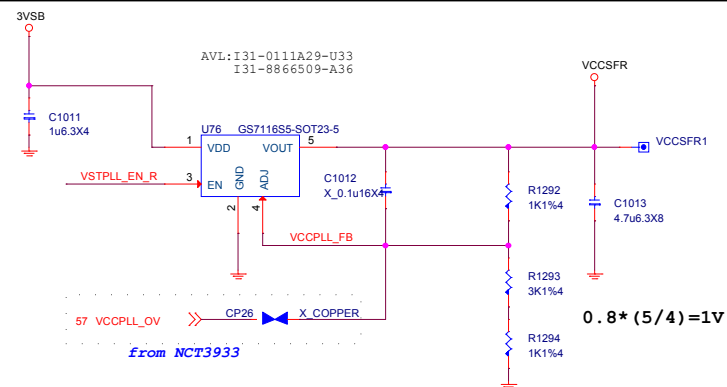 3VSB
AVL:I31-0111A29-U33
I31-8866509-A36
VCCSFR
C1011
1u6.3X4
U76 GS7116S5-SOT23-5
1 VDD VOUT 5
VCCSFR1
VSTPLL_EN_R 3 EN
GND
ADJ
2
4
C1012
X_0.1u16X4
R1292
1K1%4
C1013
4.7u6.3X8
VCCPLL_FB
R1293
3K1%4
57 VCCPLL_OV CP26 X_COPPER
0.8*(5/4)=1V
from NCT3933
R1294
1K1%4